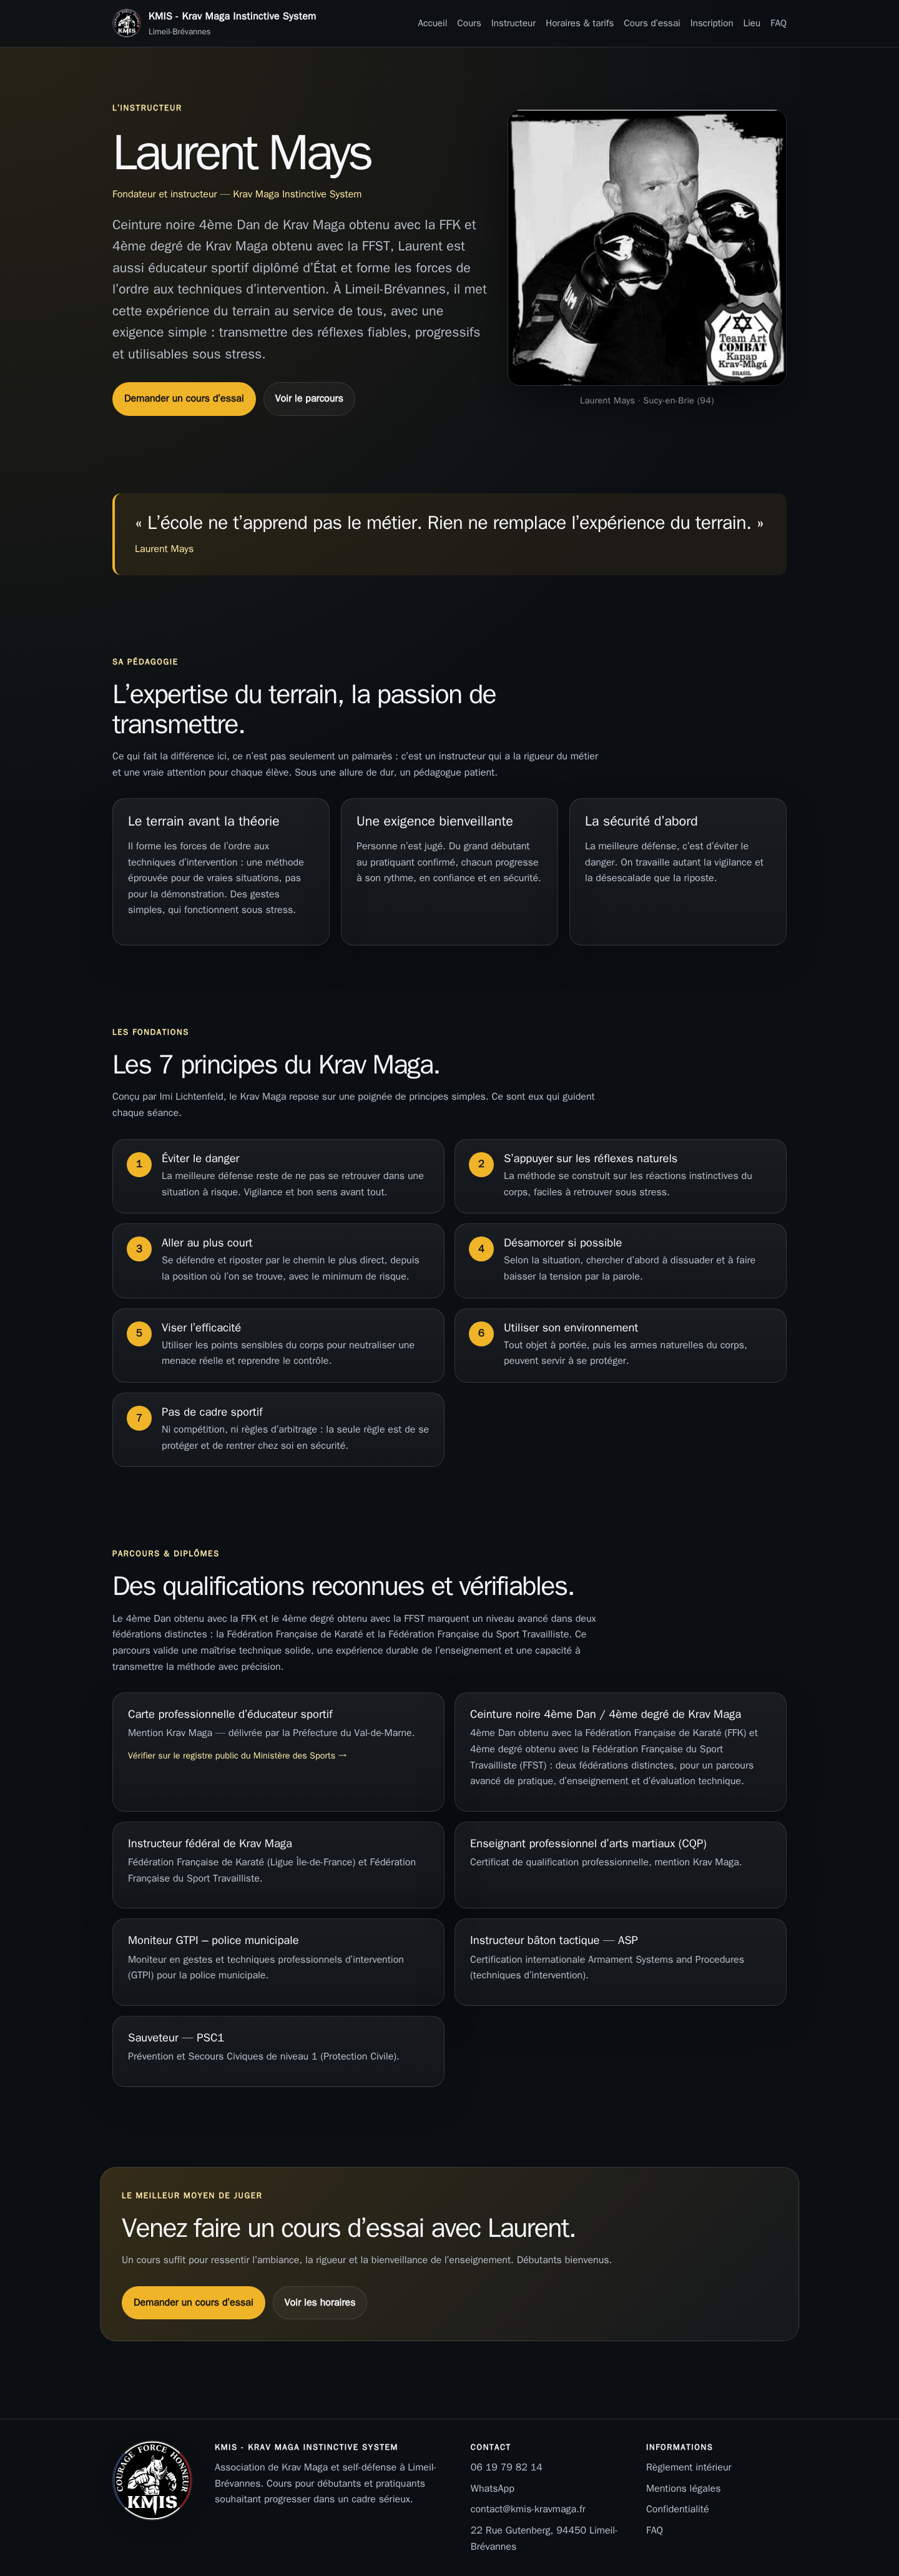 KMIS
KMIS - Krav Maga Instinctive System
Limeil-Brévannes
Accueil Cours Instructeur Horaires & tarifs Cours d'essai Inscription Lieu FAQ
L'INSTRUCTEUR
Laurent Mays
Fondateur et instructeur — Krav Maga Instinctive System
Ceinture noire 4ème Dan de Krav Maga obtenu avec la FFK et
4ème degré de Krav Maga obtenu avec la FFST, Laurent est
aussi éducateur sportif diplômé d'État et forme les forces de
l'ordre aux techniques d'intervention. À Limeil-Brévannes, il met
cette expérience du terrain au service de tous, avec une
exigence simple : transmettre des réflexes fiables, progressifs
et utilisables sous stress.
Demander un cours d'essai
Voir le parcours
Team Art
COMBAT
Kapap
Krav-Magá
BRASIL
Laurent Mays · Sucy-en-Brie (94)
« L'école ne t'apprend pas le métier. Rien ne remplace l'expérience du terrain. »
Laurent Mays
SA PÉDAGOGIE
L'expertise du terrain, la passion de
transmettre.
Ce qui fait la différence ici, ce n'est pas seulement un palmarès : c'est un instructeur qui a la rigueur du métier
et une vraie attention pour chaque élève. Sous une allure de dur, un pédagogue patient.
Le terrain avant la théorie
Il forme les forces de l'ordre aux
techniques d'intervention : une méthode
éprouvée pour de vraies situations, pas
pour la démonstration. Des gestes
simples, qui fonctionnent sous stress.
Une exigence bienveillante
Personne n'est jugé. Du grand débutant
au pratiquant confirmé, chacun progresse
à son rythme, en confiance et en sécurité.
La sécurité d'abord
La meilleure défense, c'est d'éviter le
danger. On travaille autant la vigilance et
la désescalade que la riposte.
LES FONDATIONS
Les 7 principes du Krav Maga.
Conçu par Imi Lichtenfeld, le Krav Maga repose sur une poignée de principes simples. Ce sont eux qui guident
chaque séance.
1
Éviter le danger
La meilleure défense reste de ne pas se retrouver dans une
situation à risque. Vigilance et bon sens avant tout.
2
S'appuyer sur les réflexes naturels
La méthode se construit sur les réactions instinctives du
corps, faciles à retrouver sous stress.
3
Aller au plus court
Se défendre et riposter par le chemin le plus direct, depuis
la position où l'on se trouve, avec le minimum de risque.
4
Désamorcer si possible
Selon la situation, chercher d'abord à dissuader et à faire
baisser la tension par la parole.
5
Viser l'efficacité
Utiliser les points sensibles du corps pour neutraliser une
menace réelle et reprendre le contrôle.
6
Utiliser son environnement
Tout objet à portée, puis les armes naturelles du corps,
peuvent servir à se protéger.
7
Pas de cadre sportif
Ni compétition, ni règles d'arbitrage : la seule règle est de se
protéger et de rentrer chez soi en sécurité.
PARCOURS & DIPLÔMES
Des qualifications reconnues et vérifiables.
Le 4ème Dan obtenu avec la FFK et le 4ème degré obtenu avec la FFST marquent un niveau avancé dans deux
fédérations distinctes : la Fédération Française de Karaté et la Fédération Française du Sport Travailliste. Ce
parcours valide une maîtrise technique solide, une expérience durable de l'enseignement et une capacité à
transmettre la méthode avec précision.
Carte professionnelle d'éducateur sportif
Mention Krav Maga — délivrée par la Préfecture du Val-de-Marne.
Vérifier sur le registre public du Ministère des Sports →
Ceinture noire 4ème Dan / 4ème degré de Krav Maga
4ème Dan obtenu avec la Fédération Française de Karaté (FFK) et
4ème degré obtenu avec la Fédération Française du Sport
Travailliste (FFST) : deux fédérations distinctes, pour un parcours
avancé de pratique, d'enseignement et d'évaluation technique.
Instructeur fédéral de Krav Maga
Fédération Française de Karaté (Ligue Île-de-France) et Fédération
Française du Sport Travailliste.
Enseignant professionnel d'arts martiaux (CQP)
Certificat de qualification professionnelle, mention Krav Maga.
Moniteur GTPI – police municipale
Moniteur en gestes et techniques professionnels d'intervention
(GTPI) pour la police municipale.
Instructeur bâton tactique — ASP
Certification internationale Armament Systems and Procedures
(techniques d'intervention).
Sauveteur — PSC1
Prévention et Secours Civiques de niveau 1 (Protection Civile).
LE MEILLEUR MOYEN DE JUGER
Venez faire un cours d'essai avec Laurent.
Un cours suffit pour ressentir l'ambiance, la rigueur et la bienveillance de l'enseignement. Débutants bienvenus.
Demander un cours d'essai
Voir les horaires
COURAGE FORCE HONNEUR
KMIS
KMIS - KRAV MAGA INSTINCTIVE SYSTEM
Association de Krav Maga et self-défense à Limeil-
Brévannes. Cours pour débutants et pratiquants
souhaitant progresser dans un cadre sérieux.
CONTACT
06 19 79 82 14
WhatsApp
contact@kmis-kravmaga.fr
22 Rue Gutenberg, 94450 Limeil-
Brévannes
INFORMATIONS
Règlement intérieur
Mentions légales
Confidentialité
FAQ